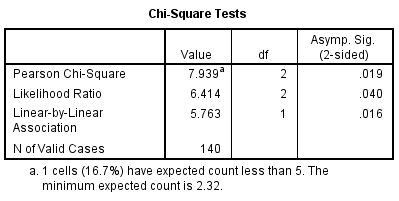 Chi-Square Tests
Value df Asymp. Sig. (2-sided)
Pearson Chi-Square 7.939a 2 .019
Likelihood Ratio 6.414 2 .040
Linear-by-Linear Association 5.763 1 .016
N of Valid Cases 140
a. 1 cells (16.7%) have expected count less than 5. The
minimum expected count is 2.32.